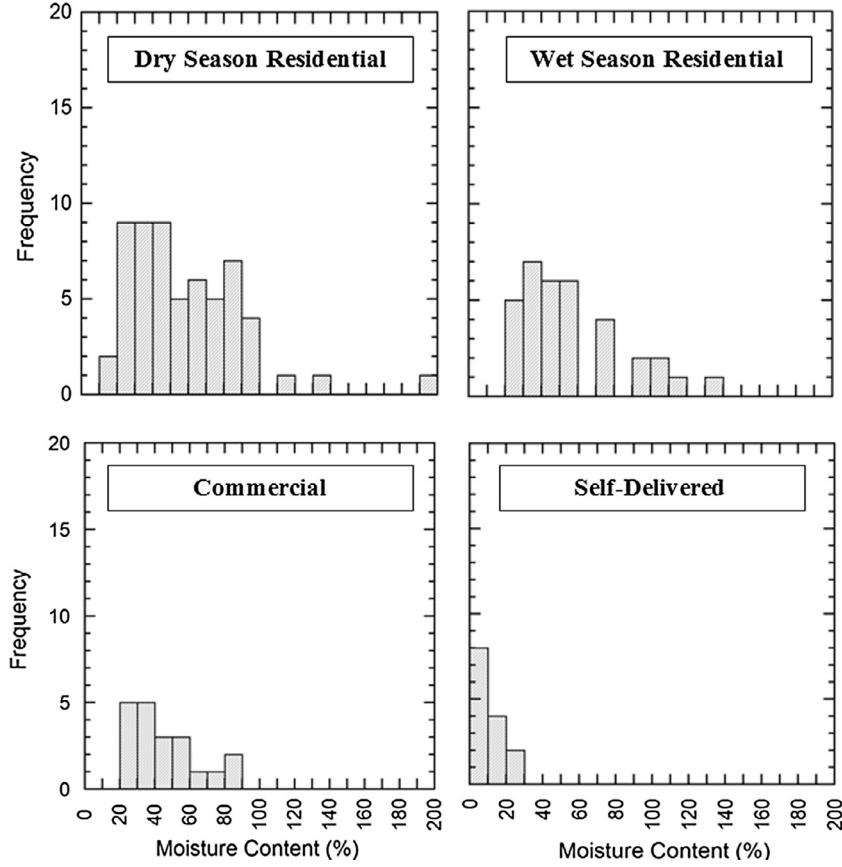 Dry Season Residential
20
15
10
5
0
Frequency
Wet Season Residential
Commercial
20
15
10
5
0
Frequency
0 20 40 60 80 100 120 140 160 180 200
Moisture Content (%)
Self-Delivered
0 20 40 60 80 100 120 140 160 180 200
Moisture Content (%)